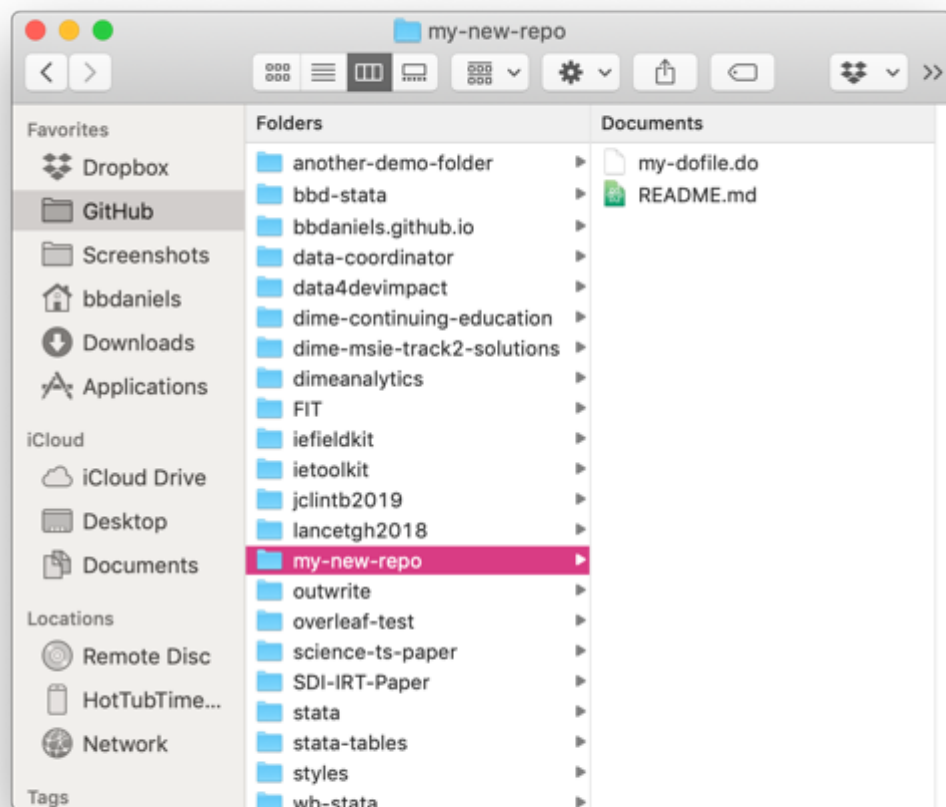 my-new-repo
Favorites
Dropbox
GitHub
Screenshots
bbdaniels
Downloads
Applications
iCloud
iCloud Drive
Desktop
Documents
Locations
Remote Disc
HotTubTime...
Network
Tags
Folders
another-demo-folder
bbd-stata
bbdaniels.github.io
data-coordinator
data4devimpact
dime-continuing-education
dime-msie-track2-solutions
dimeanalytics
FIT
iefieldkit
ietoolkit
jclintb2019
lancetgh2018
my-new-repo
outwrite
overleaf-test
science-ts-paper
SDI-IRT-Paper
stata
stata-tables
styles
wb-stata
Documents
my-dofile.do
README.md